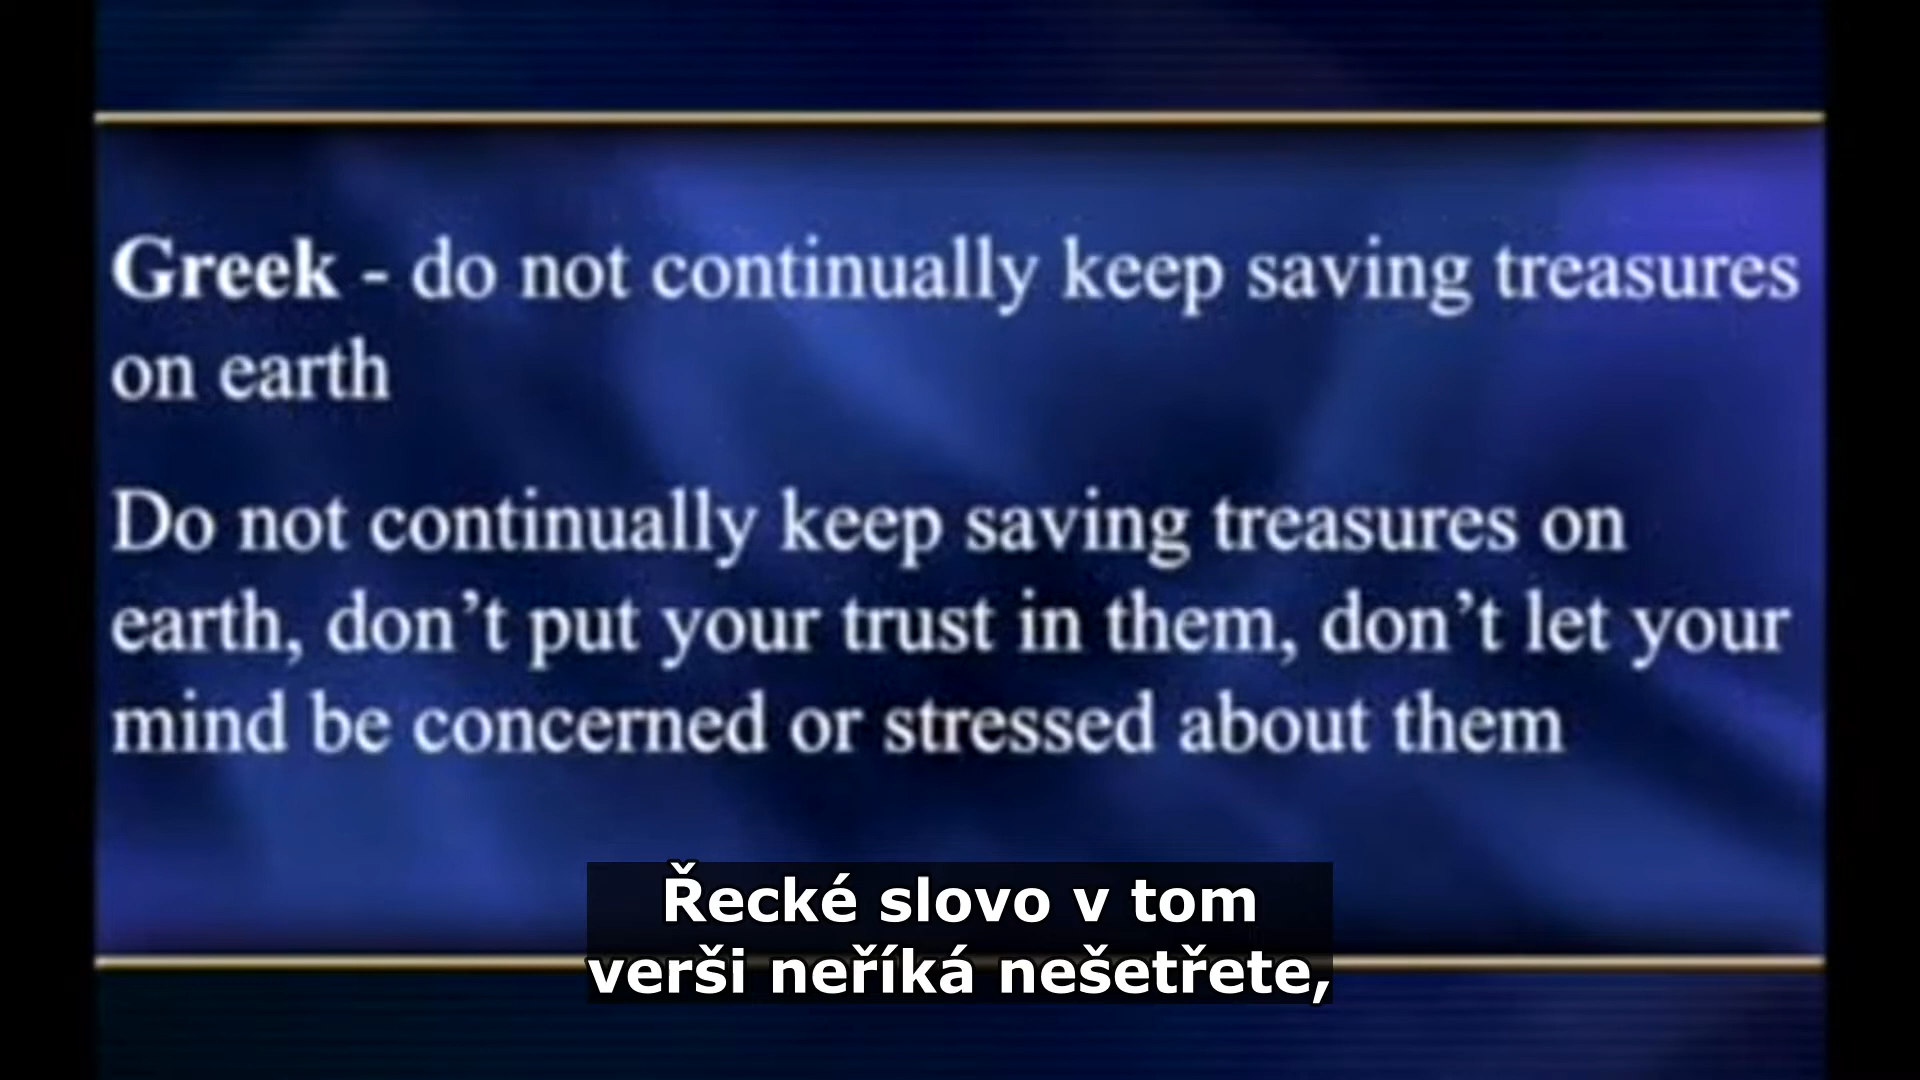 Greek - do not continually keep saving treasures
on earth
Do not continually keep saving treasures on
earth, don’t put your trust in them, don’t let your
mind be concerned or stressed about them
Řecké slovo v tom
verši neříká nešetřete,